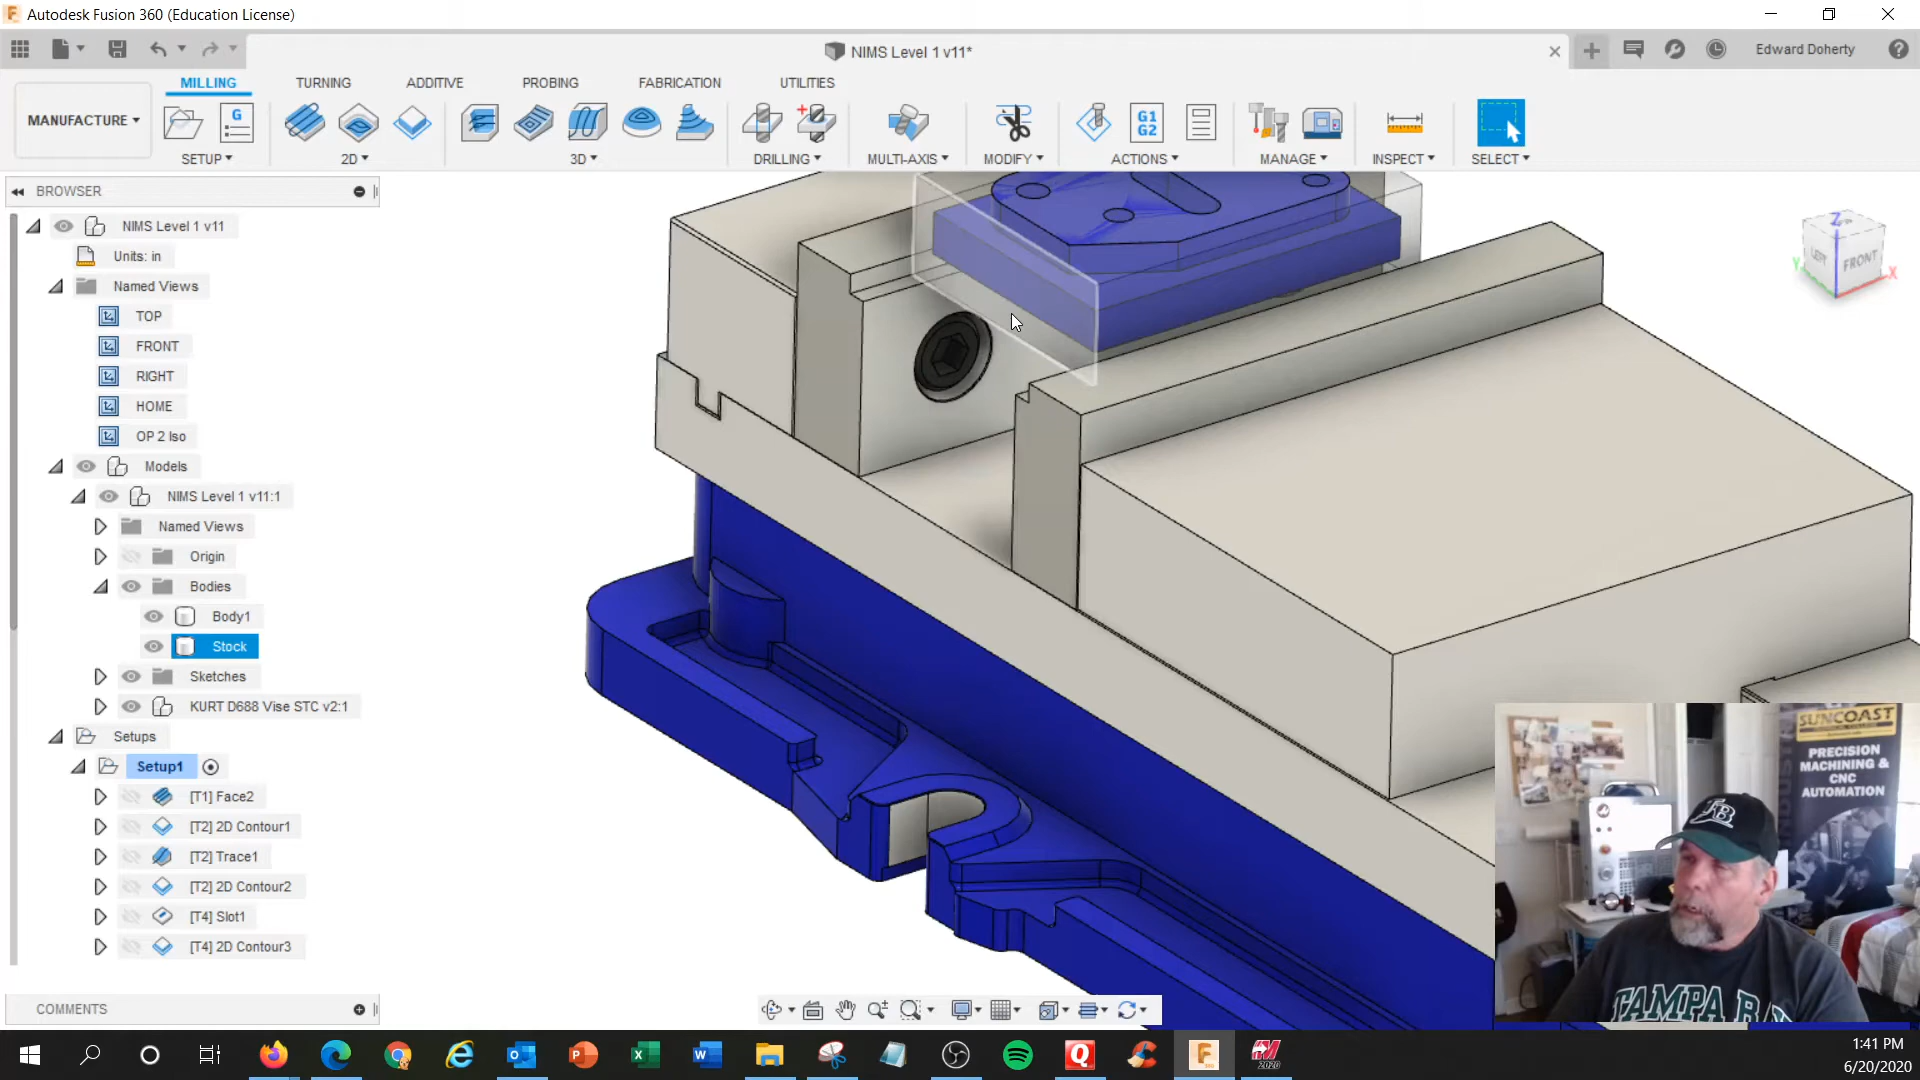 Autodesk Fusion 360 (Education License)
NIMS Level 1 v11*
Edward Doherty
MILLING
TURNING
ADDITIVE
PROBING
FABRICATION
UTILITIES
MANUFACTURE
G
G1
G2
SETUP
2D
3D
DRILLING
MULTI-AXIS
MODIFY
ACTIONS
MANAGE
INSPECT
SELECT
BROWSER
NIMS Level 1 v11
Units: in
Named Views
TOP
FRONT
RIGHT
HOME
OP 2 Iso
Models
NIMS Level 1 v11:1
Named Views
Origin
Bodies
Body1
Stock
Sketches
KURT D688 Vise STC v2:1
Setups
Setup1
[T1] Face2
[T2] 2D Contour1
[T2] Trace1
[T2] 2D Contour2
[T4] Slot1
[T4] 2D Contour3
COMMENTS
Z
LEFT
FRONT
Y
X
SUNCOAST
PRECISION
MACHINING &
CNC
AUTOMATION
TB
TAMPA BAY
1:41 PM
6/20/2020
2020